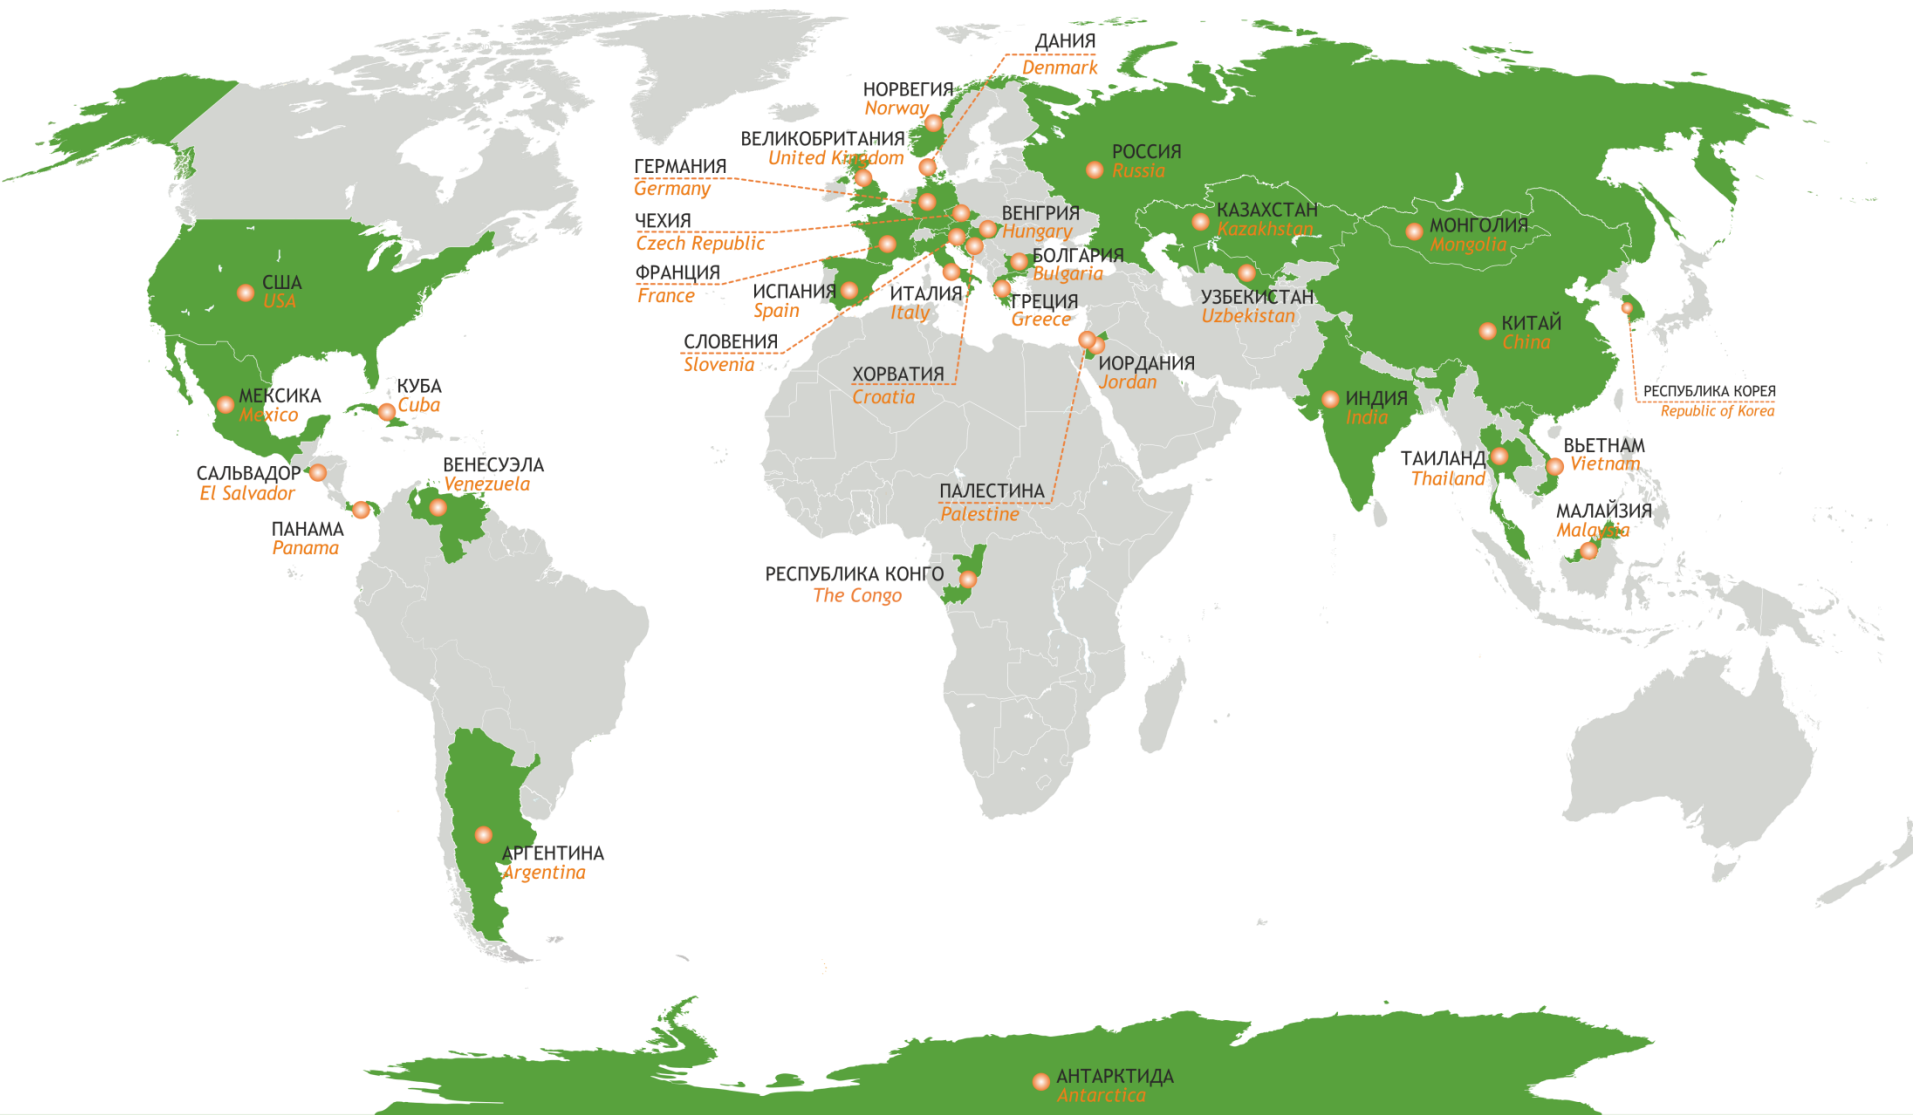 ДАНИЯ
Denmark
НОРВЕГИЯ
Norway
ВЕЛИКОБРИТАНИЯ
United Kingdom
ГЕРМАНИЯ
Germany
ЧЕХИЯ
Czech Republic
ФРАНЦИЯ
France
ИСПАНИЯ
Spain
СЛОВЕНИЯ
Slovenia
ИТАЛИЯ
Italy
ХОРВАТИЯ
Croatia
ВЕНГРИЯ
Hungary
БОЛГАРИЯ
Bulgaria
ГРЕЦИЯ
Greece
РОССИЯ
Russia
КАЗАХСТАН
Kazakhstan
МОНГОЛИЯ
Mongolia
УЗБЕКИСТАН
Uzbekistan
КИТАЙ
China
ИОРДАНИЯ
Jordan
ИНДИЯ
India
РЕСПУБЛИКА КОРЕЯ
Republic of Korea
США
USA
МЕКСИКА
Mexico
КУБА
Cuba
САЛЬВАДОР
El Salvador
ВЕНЕСУЭЛА
Venezuela
ПАНАМА
Panama
ПАЛЕСТИНА
Palestine
РЕСПУБЛИКА КОНГО
The Congo
ТАИЛАНД
Thailand
ВЬЕТНАМ
Vietnam
МАЛАЙЗИЯ
Malaysia
АРГЕНТИНА
Argentina
АНТАРКТИДА
Antarctica